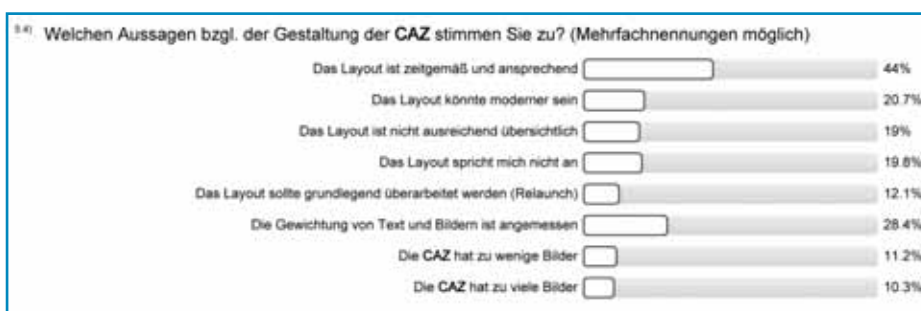 5.4) Welchen Aussagen bzgl. der Gestaltung der CAZ stimmen Sie zu? (Mehrfachnennungen möglich)
Das Layout ist zeitgemäß und ansprechend 44%
Das Layout könnte moderner sein 20.7%
Das Layout ist nicht ausreichend übersichtlich 19%
Das Layout spricht mich nicht an 19.8%
Das Layout sollte grundlegend überarbeitet werden (Relaunch) 12.1%
Die Gewichtung von Text und Bildern ist angemessen 28.4%
Die CAZ hat zu wenige Bilder 11.2%
Die CAZ hat zu viele Bilder 10.3%